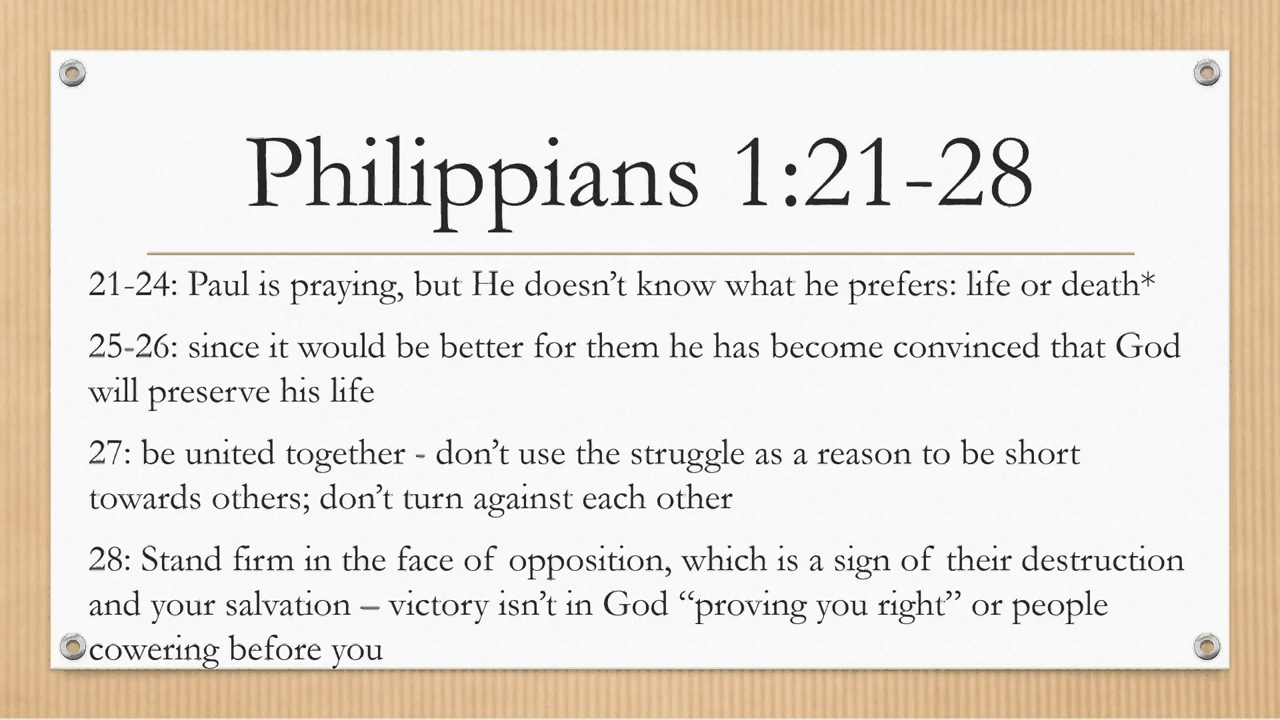 Philippians 1:21-28
21-24: Paul is praying, but He doesn’t know what he prefers: life or death*
25-26: since it would be better for them he has become convinced that God
will preserve his life
27: be united together - don’t use the struggle as a reason to be short
towards others; don’t turn against each other
28: Stand firm in the face of opposition, which is a sign of their destruction
and your salvation – victory isn’t in God “proving you right” or people
cowering before you